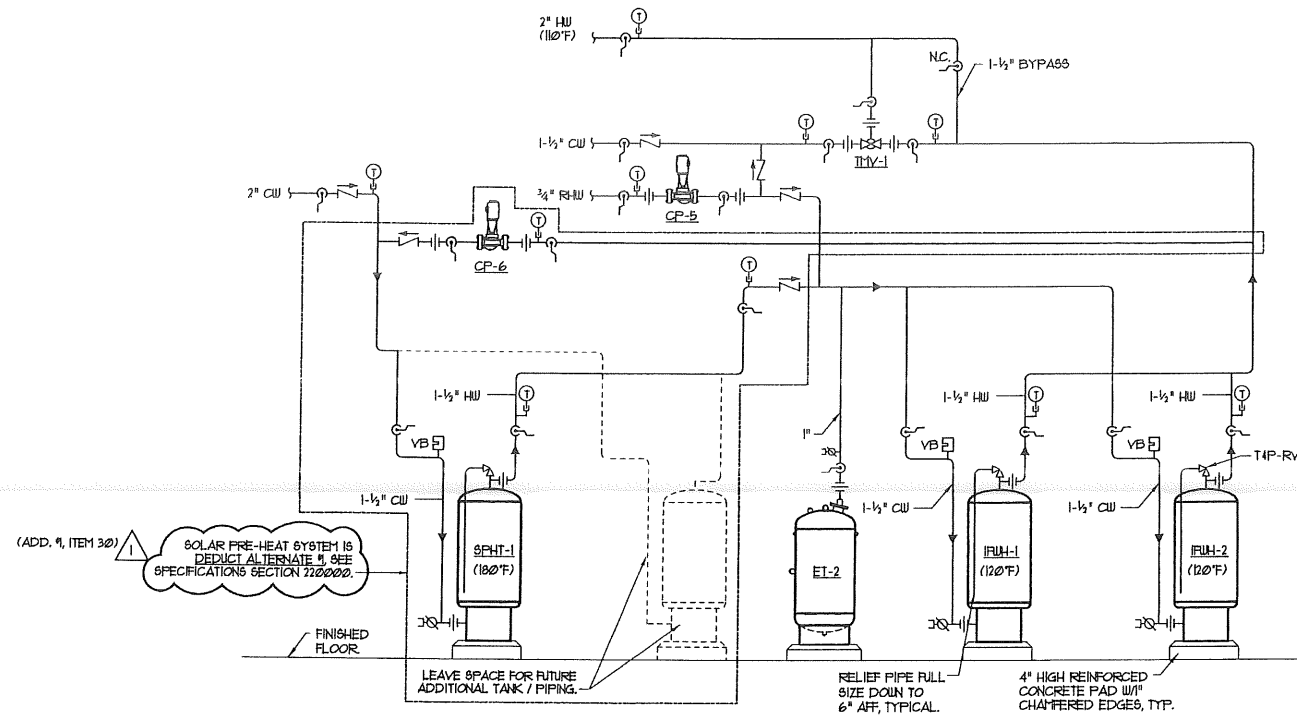 2" HW
(110°F)
T
N.C.
1-½" BYPASS
T
T
1-½" CW
TMV-1
T
2" CW
T
¾" RHW
CP-5
T
CP-6
T
1-½" HW
T
1-½" HW
T
1-½" HW
T
1"
VB
VB
VB
T&P-RV
1-½" CW
1-½" CW
1-½" CW
SPHT-1
(180°F)
ET-2
IFWH-1
(120°F)
IFWH-2
(120°F)
(ADD. #1, ITEM 30)
1
SOLAR PRE-HEAT SYSTEM IS
DEDUCT ALTERNATE #1, SEE
SPECIFICATIONS SECTION 220000.
FINISHED
FLOOR
LEAVE SPACE FOR FUTURE
ADDITIONAL TANK / PIPING.
RELIEF PIPE FULL
SIZE DOWN TO
6" AFF, TYPICAL.
4" HIGH REINFORCED
CONCRETE PAD W/1"
CHAMFERED EDGES, TYP.